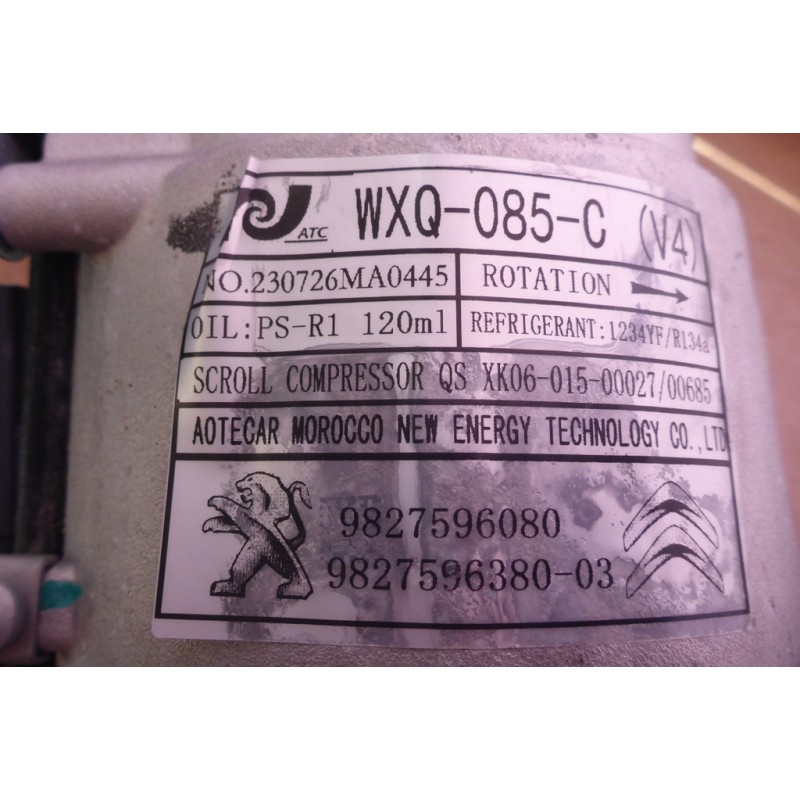 ATC WXQ-085-C (V4)
NO.230726MA0445 ROTATION
OIL:PS-R1 120ml REFRIGERANT:1234YF/R134a
SCROLL COMPRESSOR QS XK06-015-00027/00685
AOTECAR MOROCCO NEW ENERGY TECHNOLOGY CO.,LTD
9827596080
9827596380-03